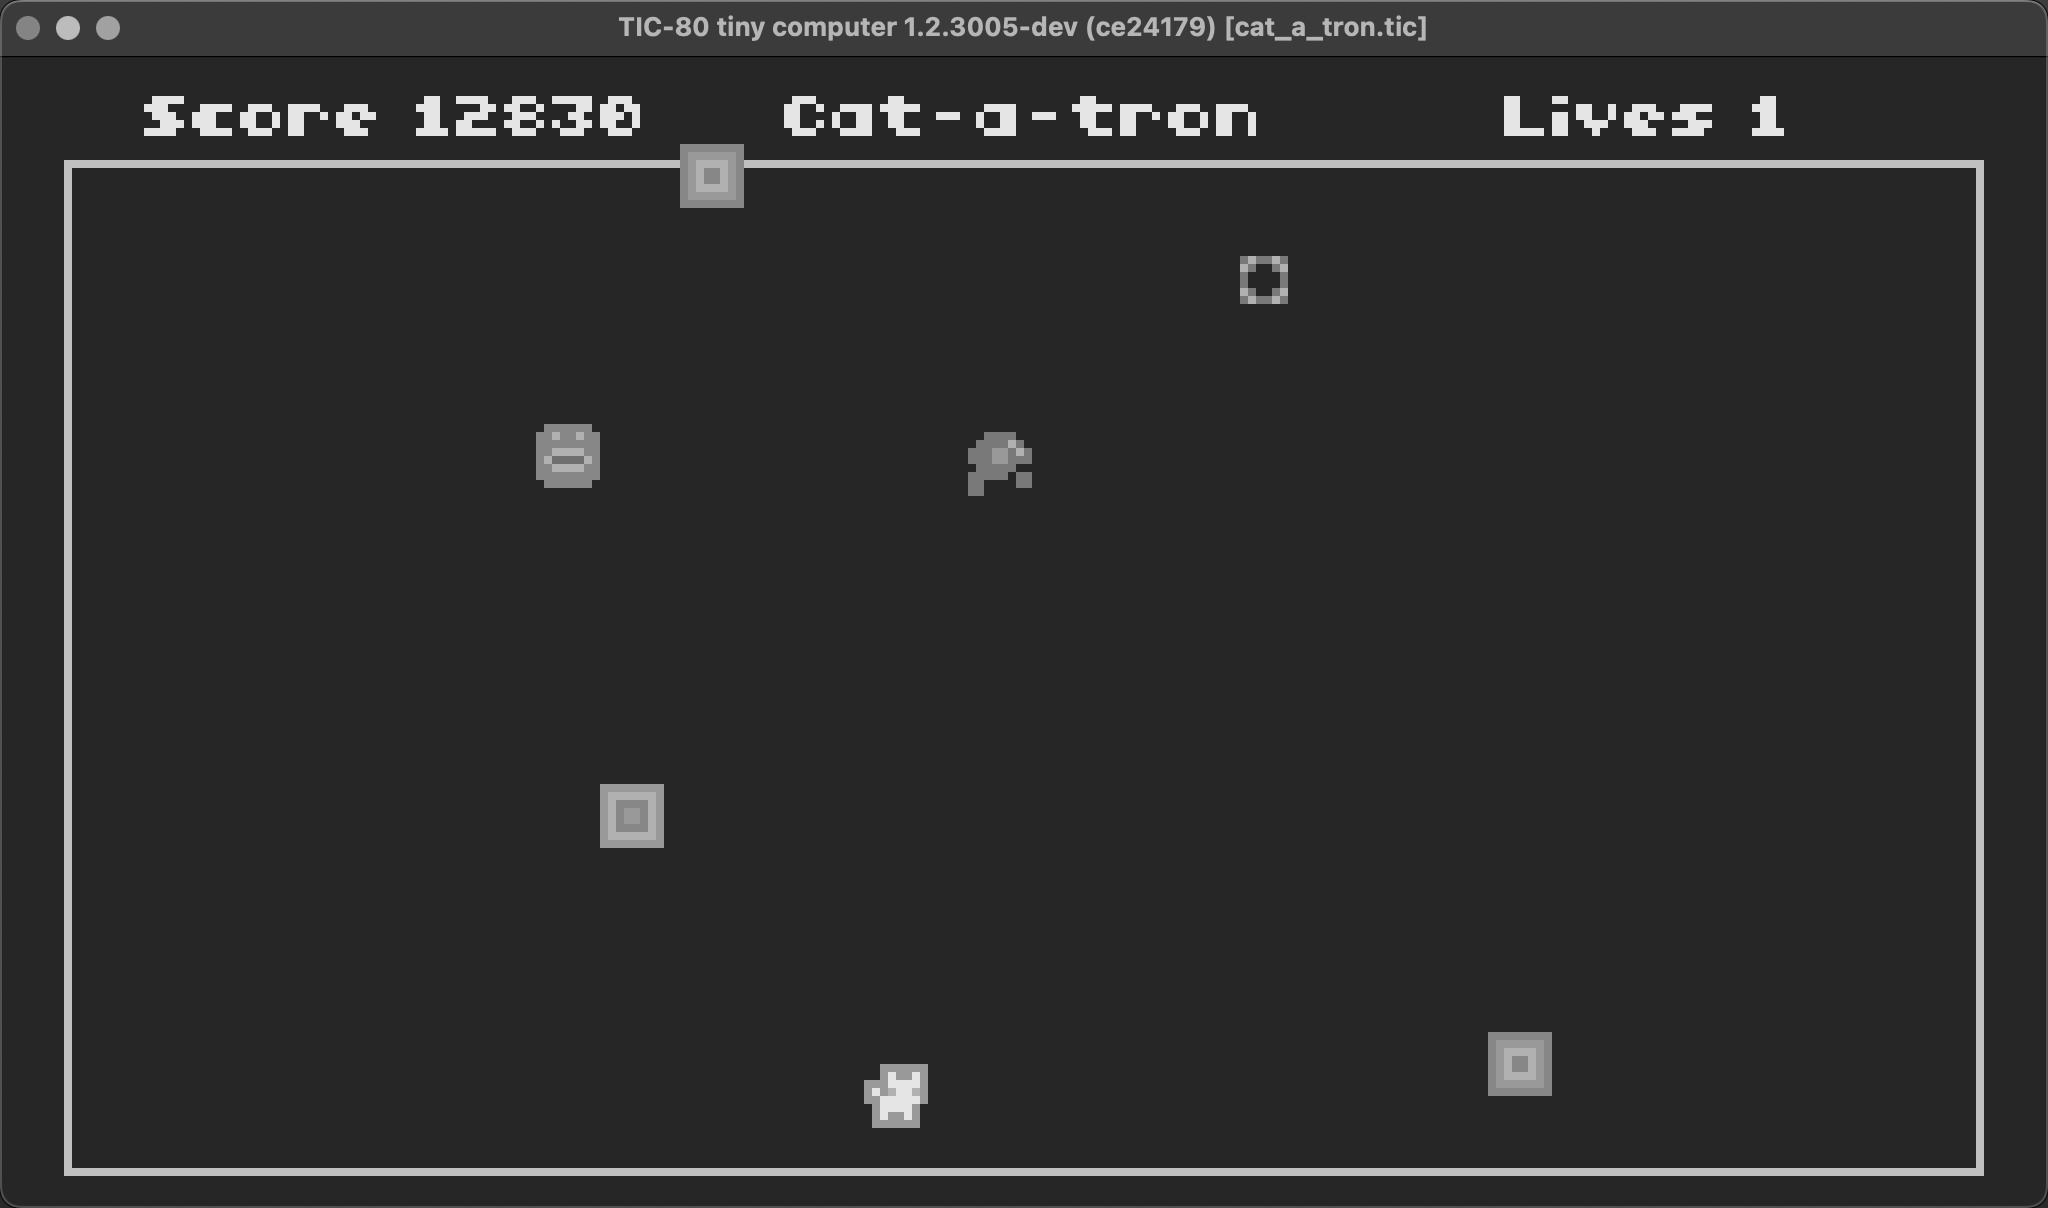 TIC-80 tiny computer 1.2.3005-dev (ce24179) [cat_a_tron.tic]
Score 12830 Cat-a-tron Lives 1